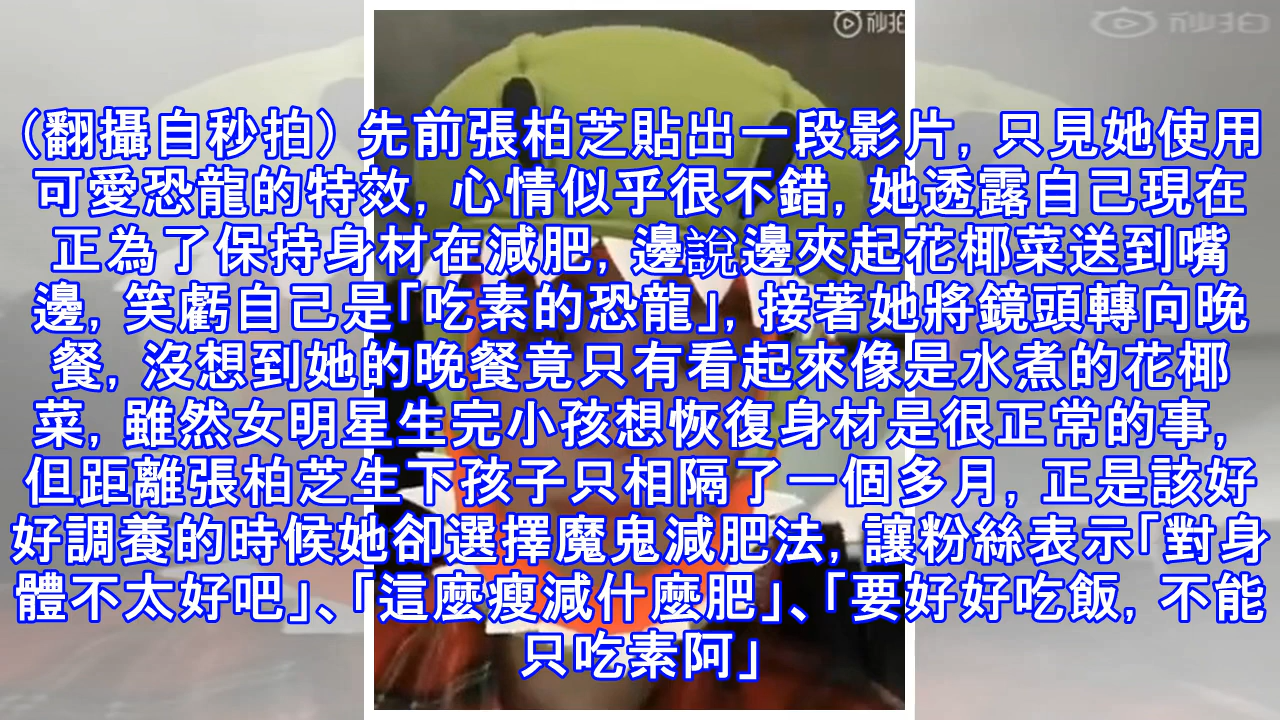 秒拍
秒拍
(翻攝自秒拍) 先前張柏芝貼出一段影片, 只見她使用
可愛恐龍的特效, 心情似乎很不錯, 她透露自己現在
正為了保持身材在減肥, 邊說邊夾起花椰菜送到嘴
邊, 笑虧自己是「吃素的恐龍」, 接著她將鏡頭轉向晚
餐, 沒想到她的晚餐竟只有看起來像是水煮的花椰
菜, 雖然女明星生完小孩想恢復身材是很正常的事,
但距離張柏芝生下孩子只相隔了一個多月, 正是該好
好調養的時候她卻選擇魔鬼減肥法, 讓粉絲表示「對身
體不太好吧」、「這麼瘦減什麼肥」、「要好好吃飯, 不能
只吃素阿」